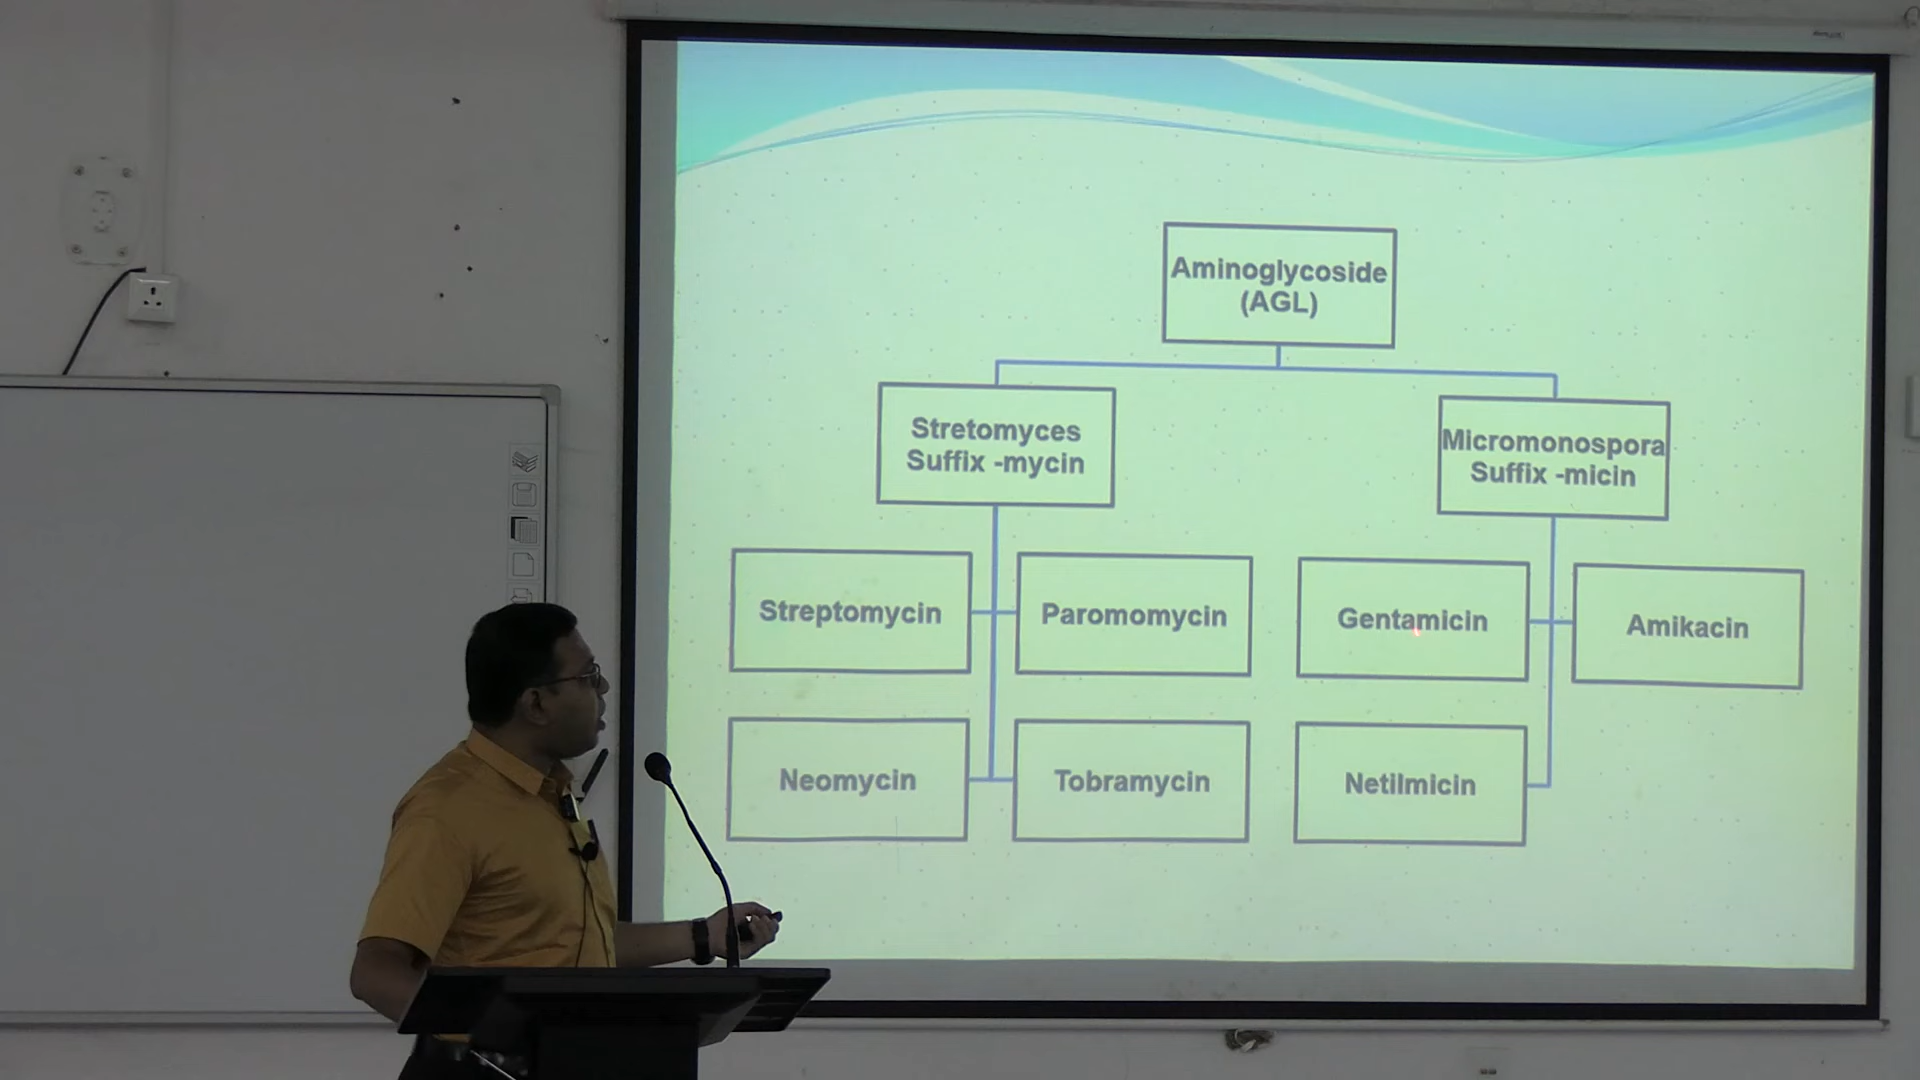 Aminoglycoside
(AGL)
Stretomyces
Suffix -mycin
Micromonospora
Suffix -micin
Streptomycin
Paromomycin
Gentamicin
Amikacin
Neomycin
Tobramycin
Netilmicin